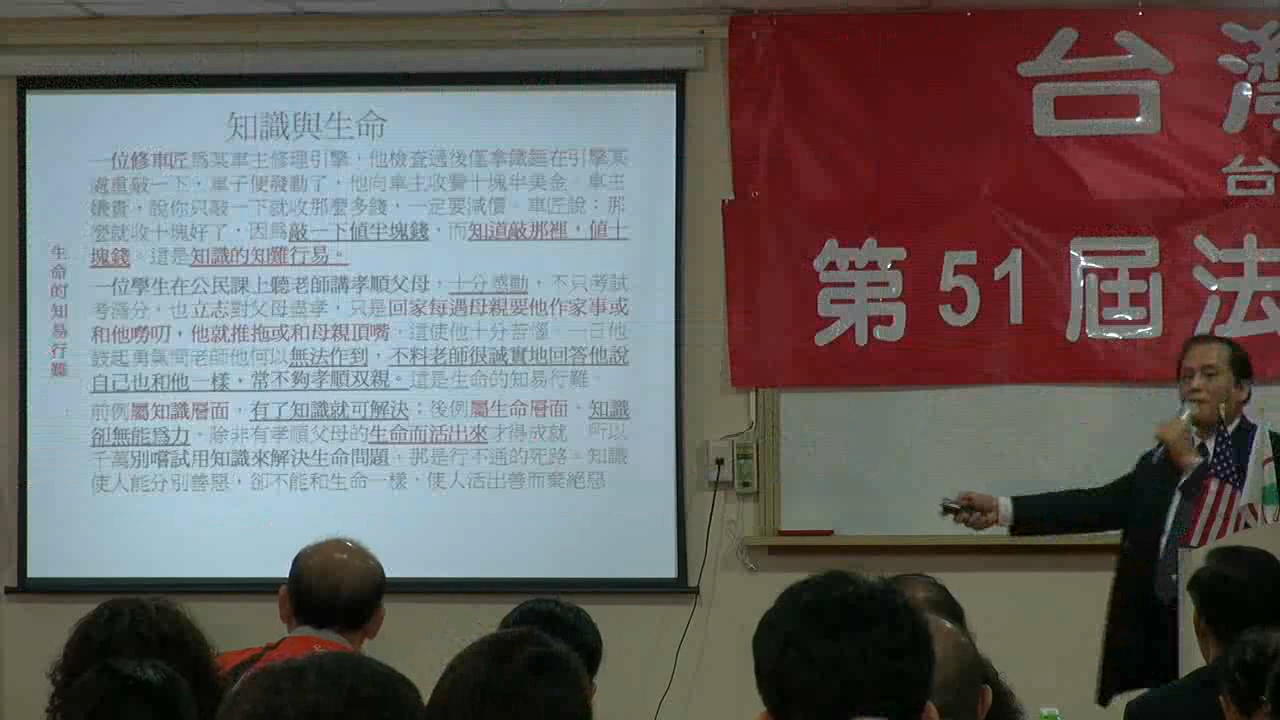 知識與生命
一位修車匠爲某車主修理引擎，他檢查過後僅拿鐵鎚在引擎某
處重敲一下，車子便發動了，他向車主收費十塊半美金。車主
嫌貴，說你只敲一下就收那麼多錢，一定要減價。車匠說：那
麼就收十塊好了，因爲敲一下値半塊錢，而知道敲那裡，値十
塊錢。這是知識的知難行易。
一位學生在公民課上聽老師講孝順父母，十分感動，不只考試
考滿分，也立志對父母盡孝，只是回家每遇母親要他作家事或
和他嘮叨，他就推拖或和母親頂嘴。這使他十分苦惱，一日他
鼓起勇氣問老師他何以無法作到，不料老師很誠實地回答他說
自己也和他一樣，常不夠孝順双親。這是生命的知易行難。
前例屬知識層面，有了知識就可解決；後例屬生命層面，知識
卻無能爲力。除非有孝順父母的生命而活出來才得成就。所以
千萬別嚐試用知識來解決生命問題，那是行不通的死路。知識
使人能分別善惡，卻不能和生命一樣，使人活出善而棄絕惡
生命的知易行難
台灣
台
第51屆法